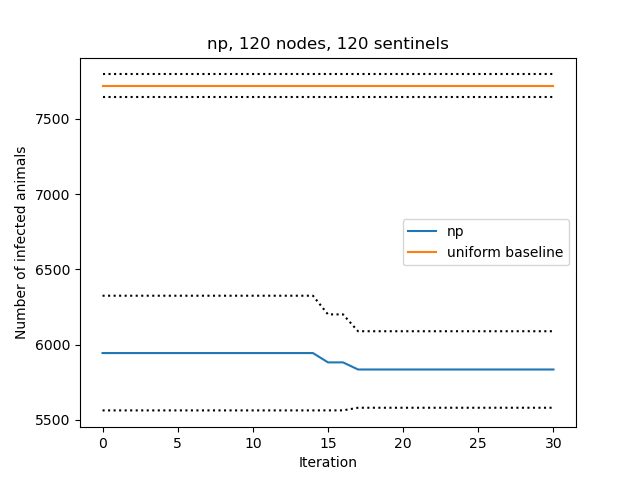 np, 120 nodes, 120 sentinels
Number of infected animals
7500
7000
6500
6000
5500
np
uniform baseline
0 5 10 15 20 25 30
Iteration